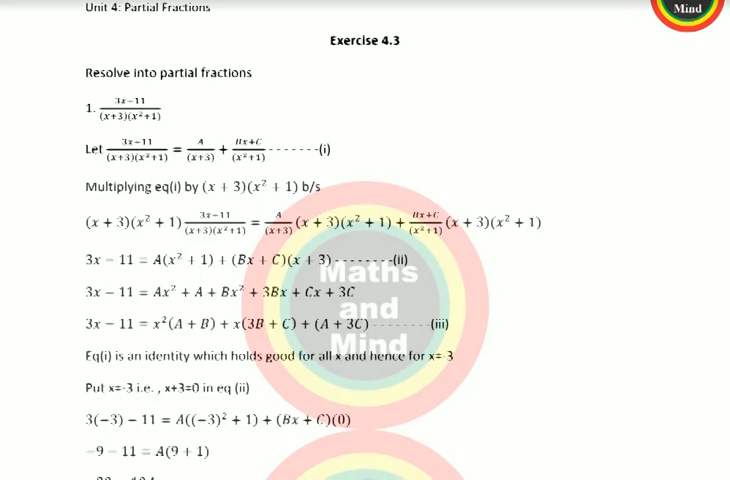 Unit 4: Partial Fractions
Mind
Exercise 4.3
Resolve into partial fractions
1. (3x−11)/((x+3)(x²+1))
Let (3x−11)/((x+3)(x²+1)) = A/(x+3) + (Bx+C)/(x²+1) - - - - - - -(i)
Multiplying eq(i) by (x + 3)(x² + 1) b/s
(x + 3)(x² + 1) (3x−11)/((x+3)(x²+1)) = A/(x+3) (x + 3)(x² + 1) + (Bx+C)/(x²+1) (x + 3)(x² + 1)
3x − 11 = A(x² + 1) + (Bx + C)(x + 3) - - - - - - - -(ii)
3x − 11 = Ax² + A + Bx² + 3Bx + Cx + 3C
3x − 11 = x²(A + B) + x(3B + C) + (A + 3C) - - - - - - - -(iii)
Eq(i) is an identity which holds good for all x and hence for x=-3
Put x=-3 i.e. , x+3=0 in eq (ii)
3(−3) − 11 = A((−3)² + 1) + (Bx + C)(0)
−9 − 11 = A(9 + 1)
Maths
and
Mind